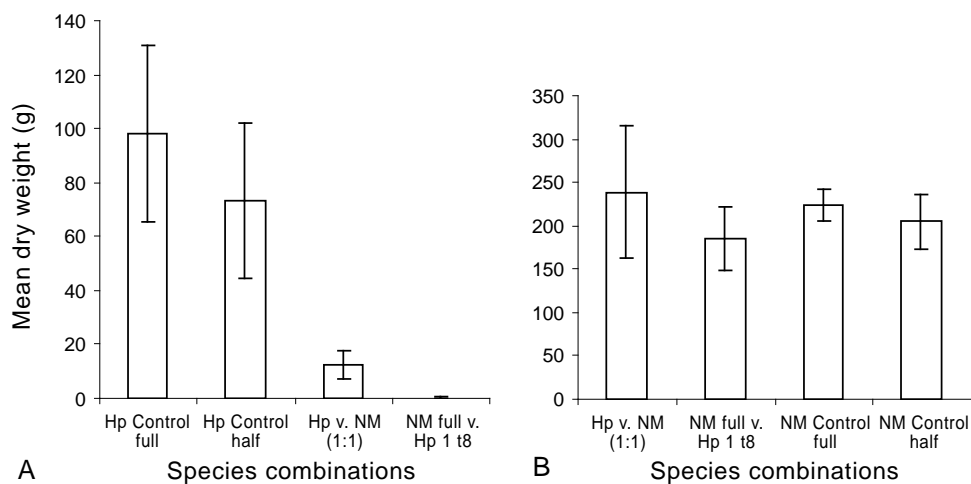 140
120
100
80
60
40
20
0
Mean dry weight (g)
Hp Control
full
Hp Control
half
Hp v. NM
(1:1)
NM full v.
Hp 1 t8
A
Species combinations
350
300
250
200
150
100
50
0
Hp v. NM
(1:1)
NM full v.
Hp 1 t8
NM Control
full
NM Control
half
B
Species combinations